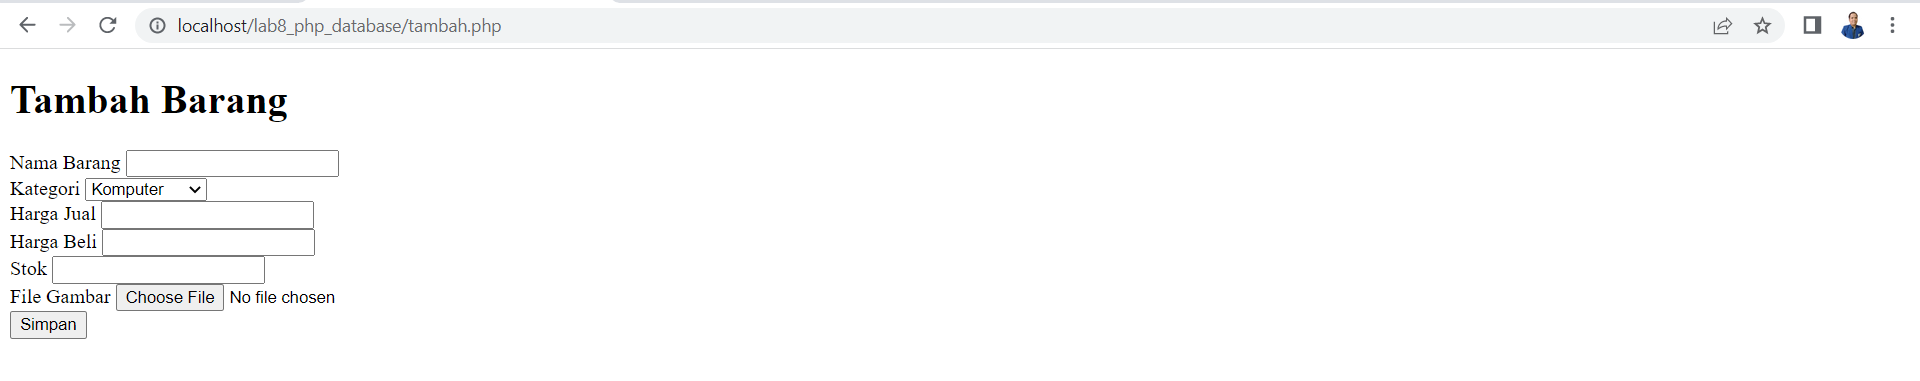 localhost/lab8_php_database/tambah.php
Tambah Barang
Nama Barang
Kategori Komputer
Harga Jual
Harga Beli
Stok
File Gambar Choose File No file chosen
Simpan